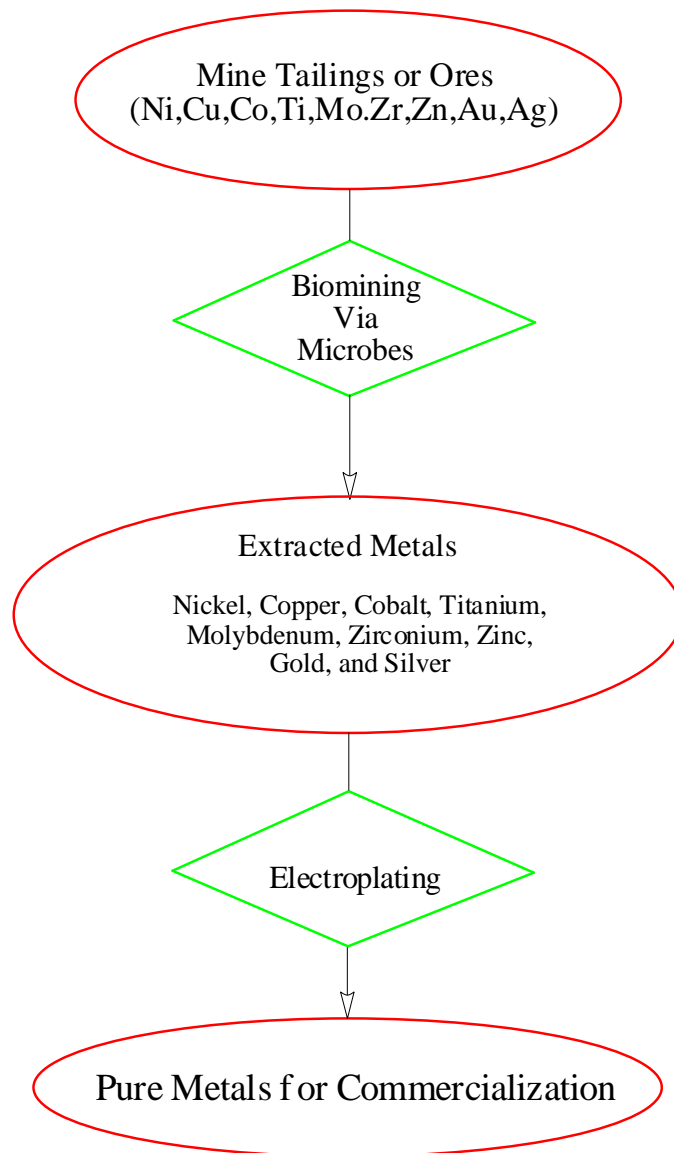 Mine Tailings or Ores
(Ni,Cu,Co,Ti,Mo.Zr,Zn,Au,Ag)
Biomining
Via
Microbes
Extracted Metals
Nickel, Copper, Cobalt, Titanium,
Molybdenum, Zirconium, Zinc,
Gold, and Silver
Electroplating
Pure Metals for Commercialization